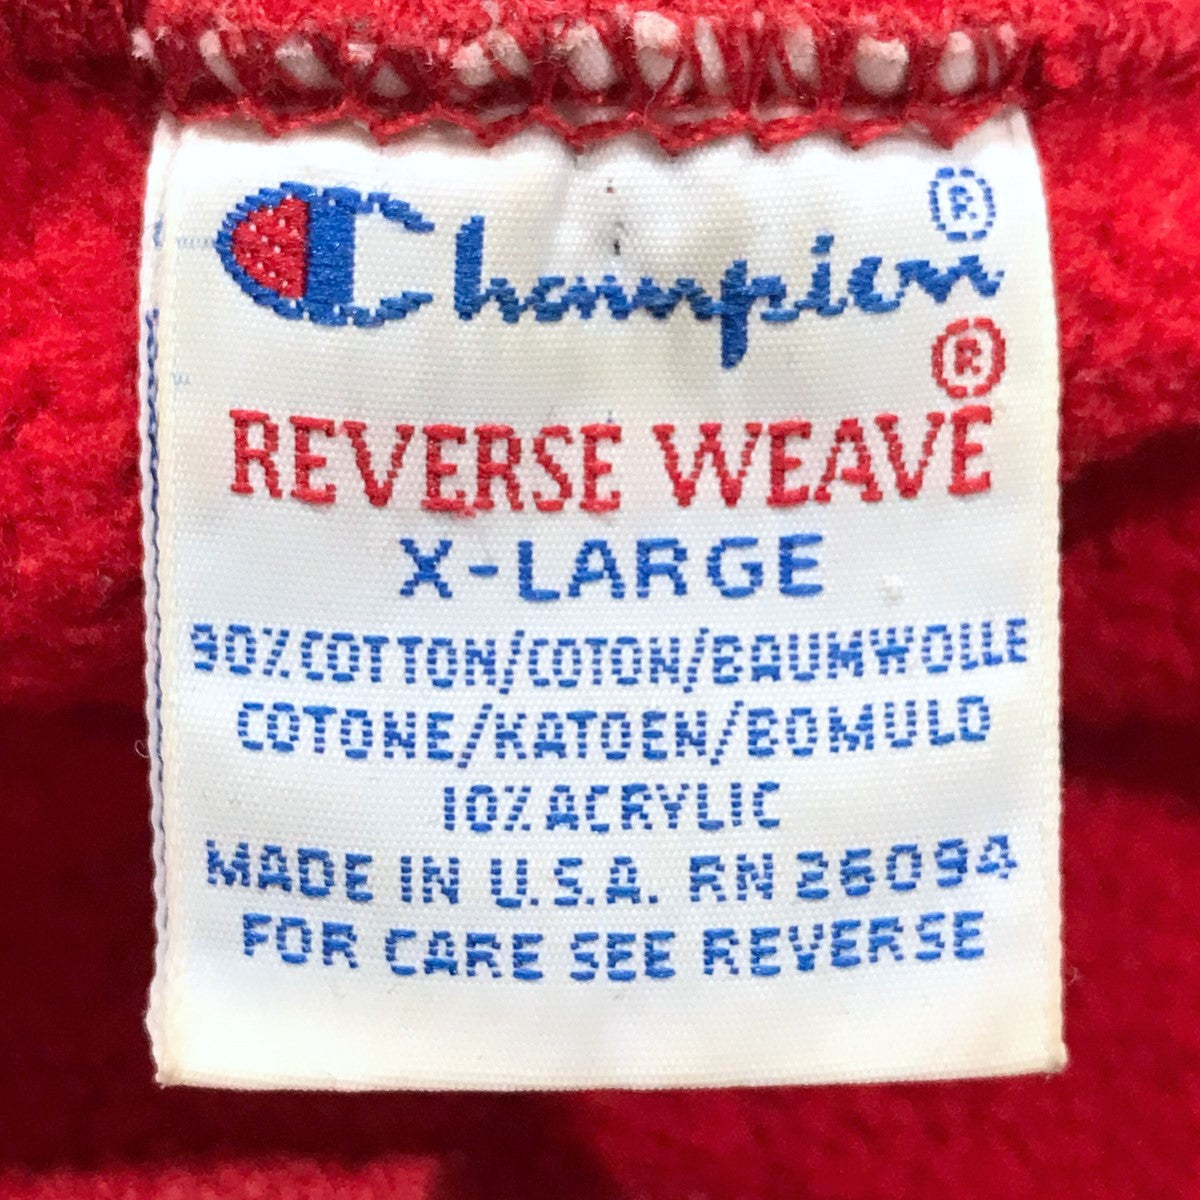 Champion®
®
REVERSE WEAVE
X-LARGE
90%COTTON/COTON/BAUMWOLLE
COTONE/KATOEN/BOMULD
10%ACRYLIC
MADE IN U.S.A. RN 26094
FOR CARE SEE REVERSE